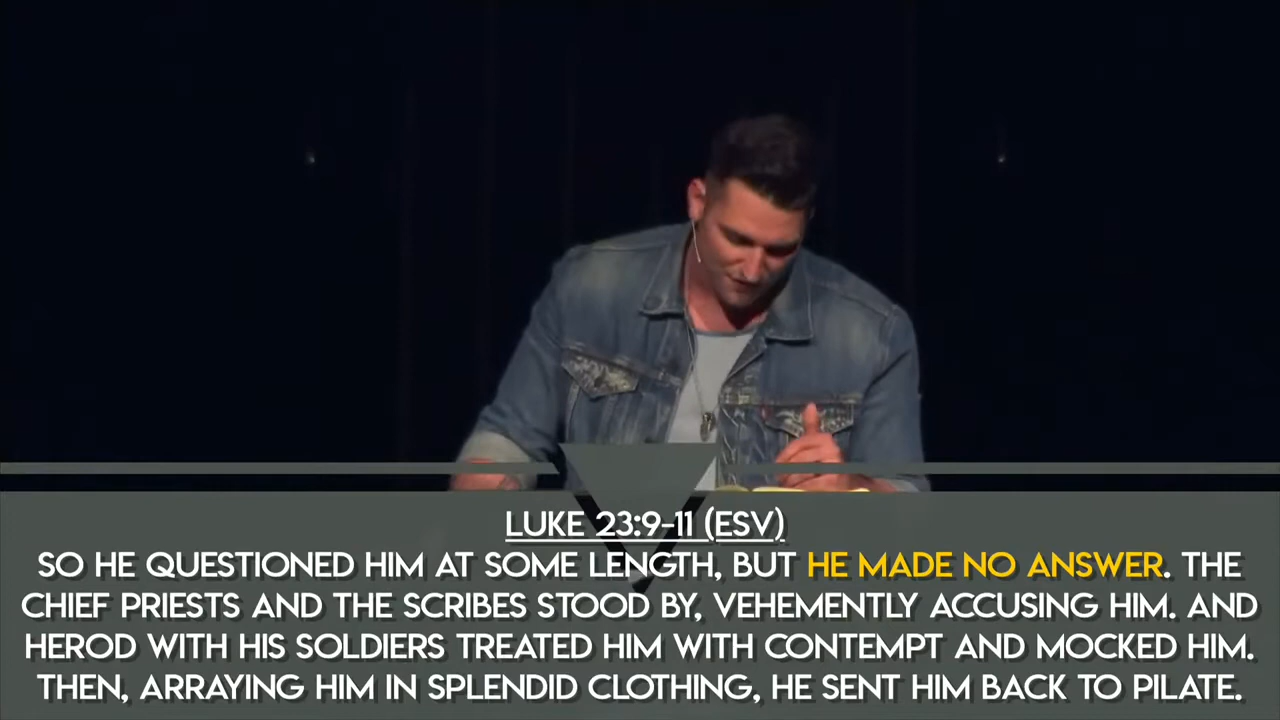 LUKE 23:9-11 (ESV)
SO HE QUESTIONED HIM AT SOME LENGTH, BUT HE MADE NO ANSWER. THE
CHIEF PRIESTS AND THE SCRIBES STOOD BY, VEHEMENTLY ACCUSING HIM. AND
HEROD WITH HIS SOLDIERS TREATED HIM WITH CONTEMPT AND MOCKED HIM.
THEN, ARRAYING HIM IN SPLENDID CLOTHING, HE SENT HIM BACK TO PILATE.